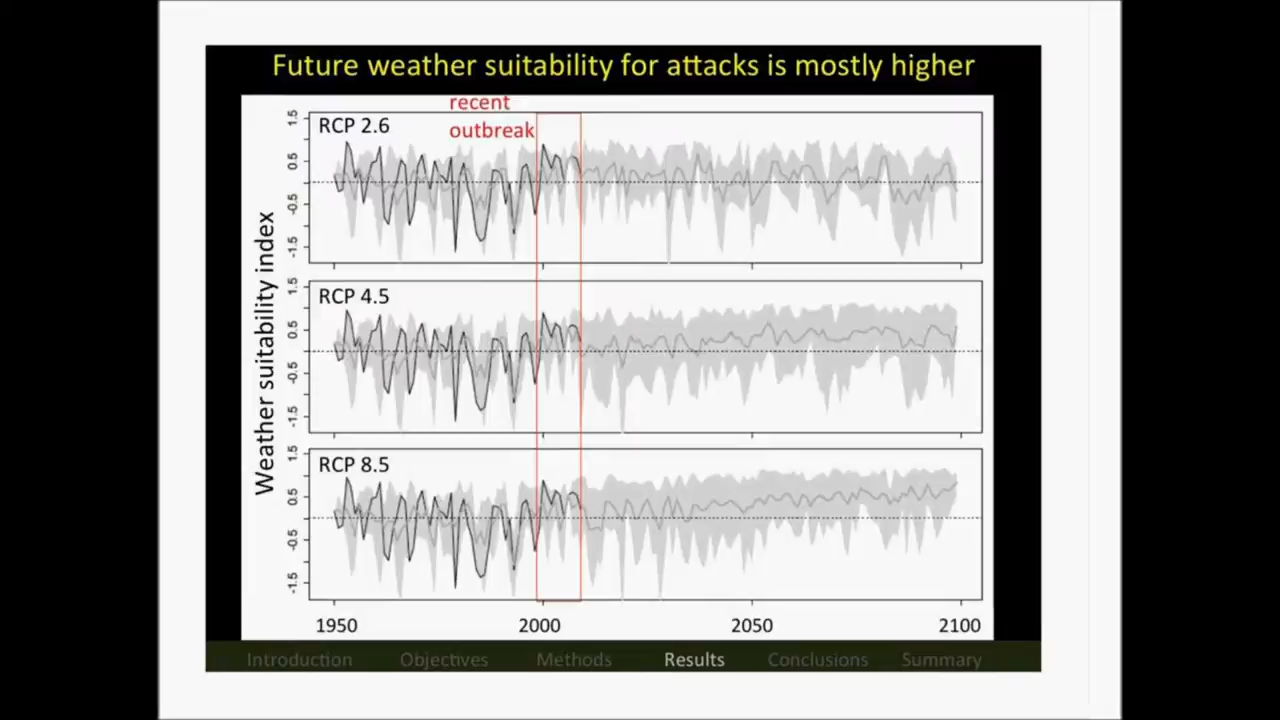 Future weather suitability for attacks is mostly higher
recent
outbreak
Weather suitability index
RCP 2.6
1.5
0.5
-0.5
-1.5
RCP 4.5
1.5
0.5
-0.5
-1.5
RCP 8.5
1.5
0.5
-0.5
-1.5
1950 2000 2050 2100
Introduction Objectives Methods Results Conclusions Summary